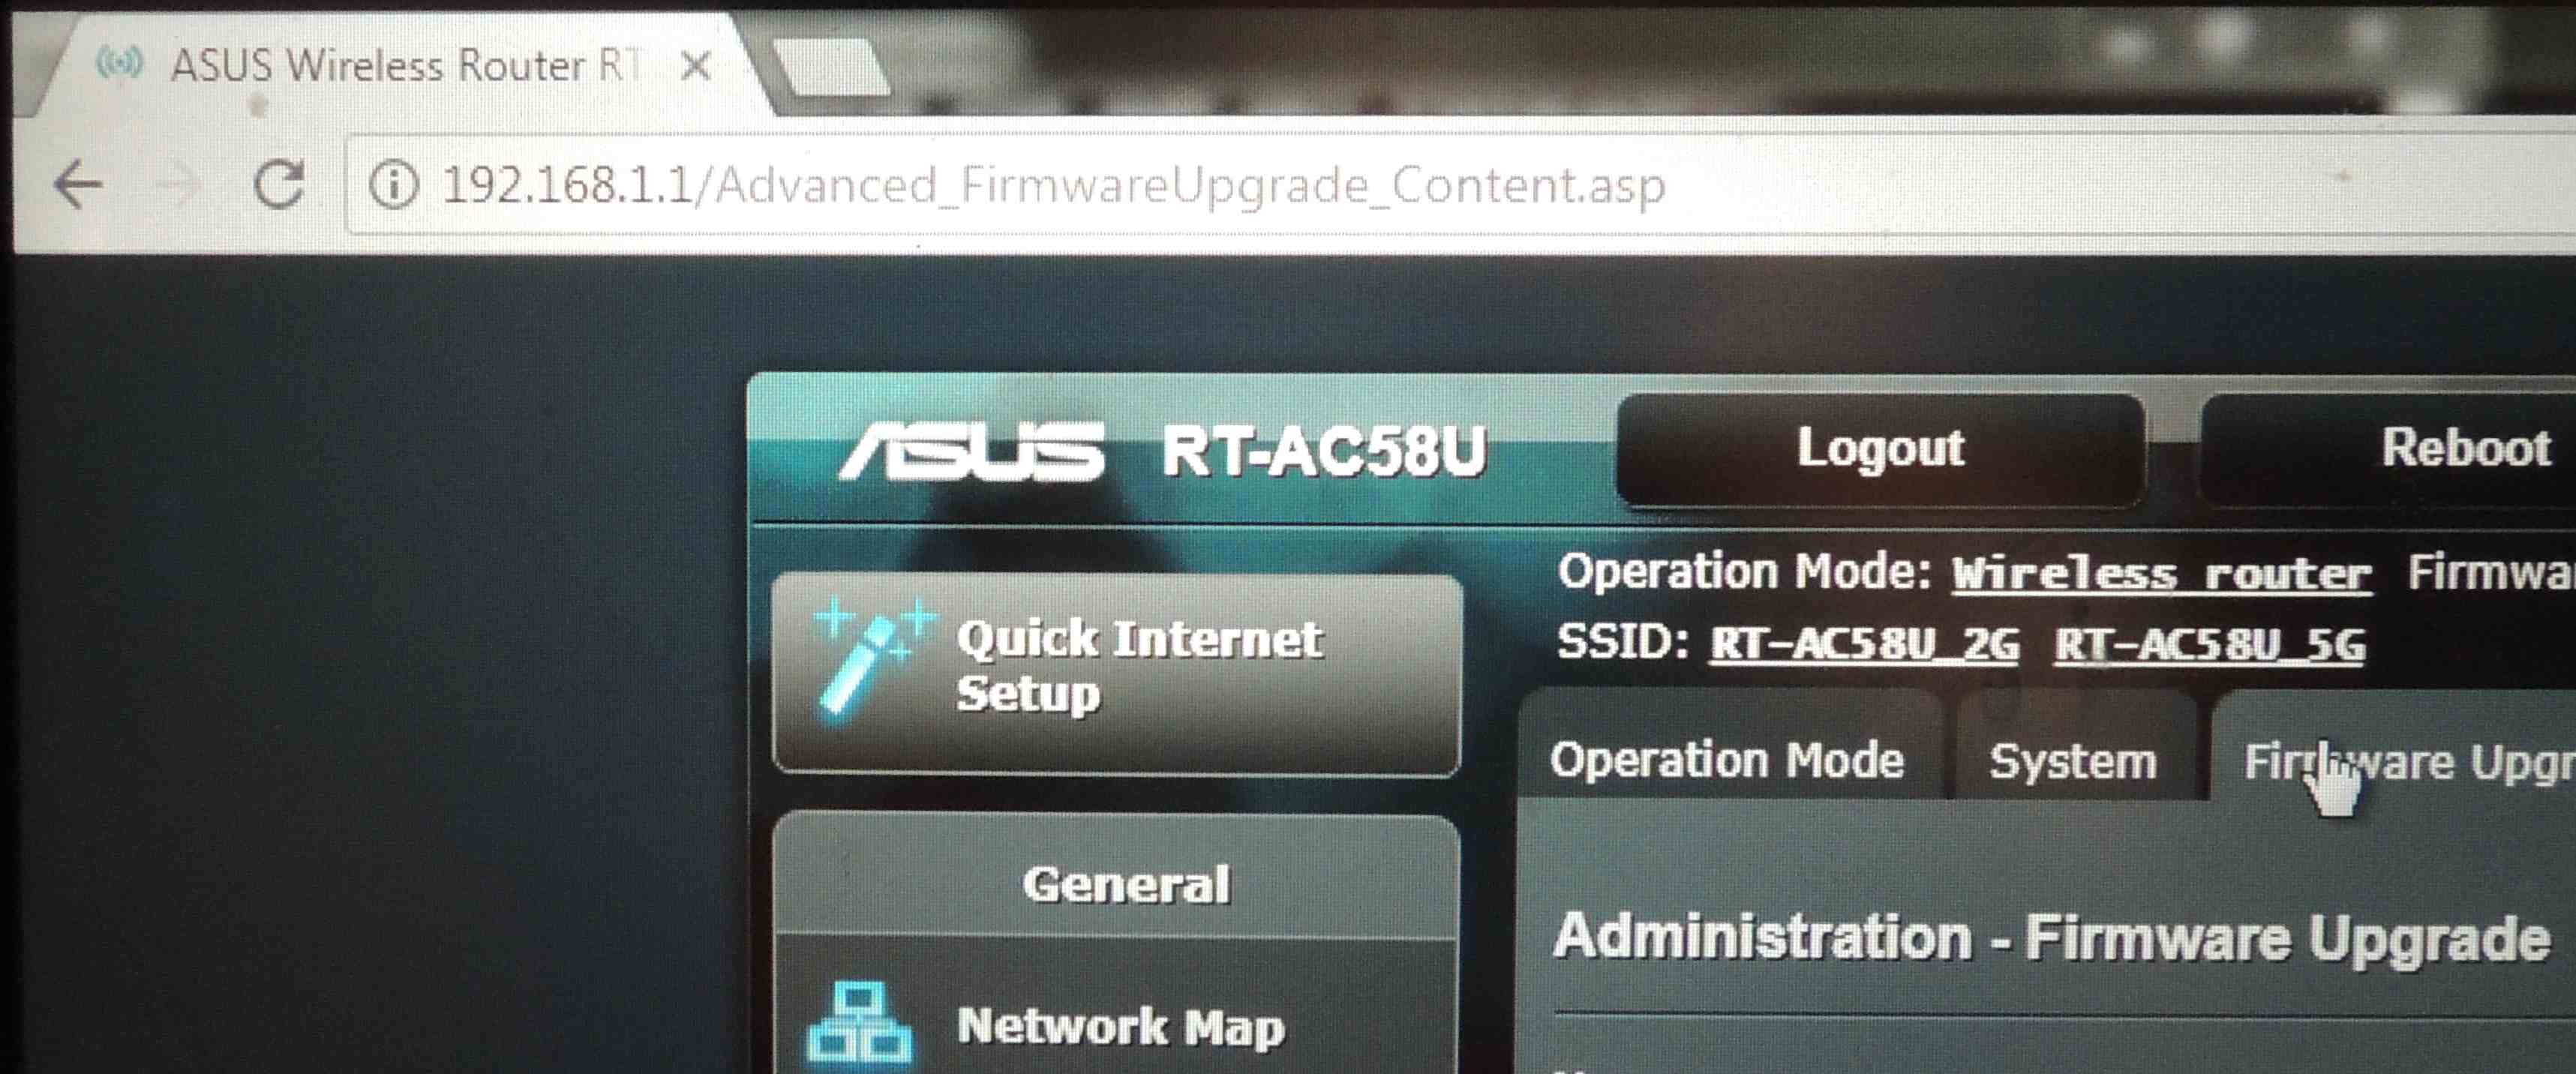 ASUS Wireless Router RT
192.168.1.1/Advanced_FirmwareUpgrade_Content.asp
ASUS RT-AC58U Logout Reboot
Operation Mode: Wireless router Firmwa
SSID: RT-AC58U_2G RT-AC58U_5G
Quick Internet
Setup
Operation Mode System Firmware Upgr
General
Administration - Firmware Upgrade
Network Map